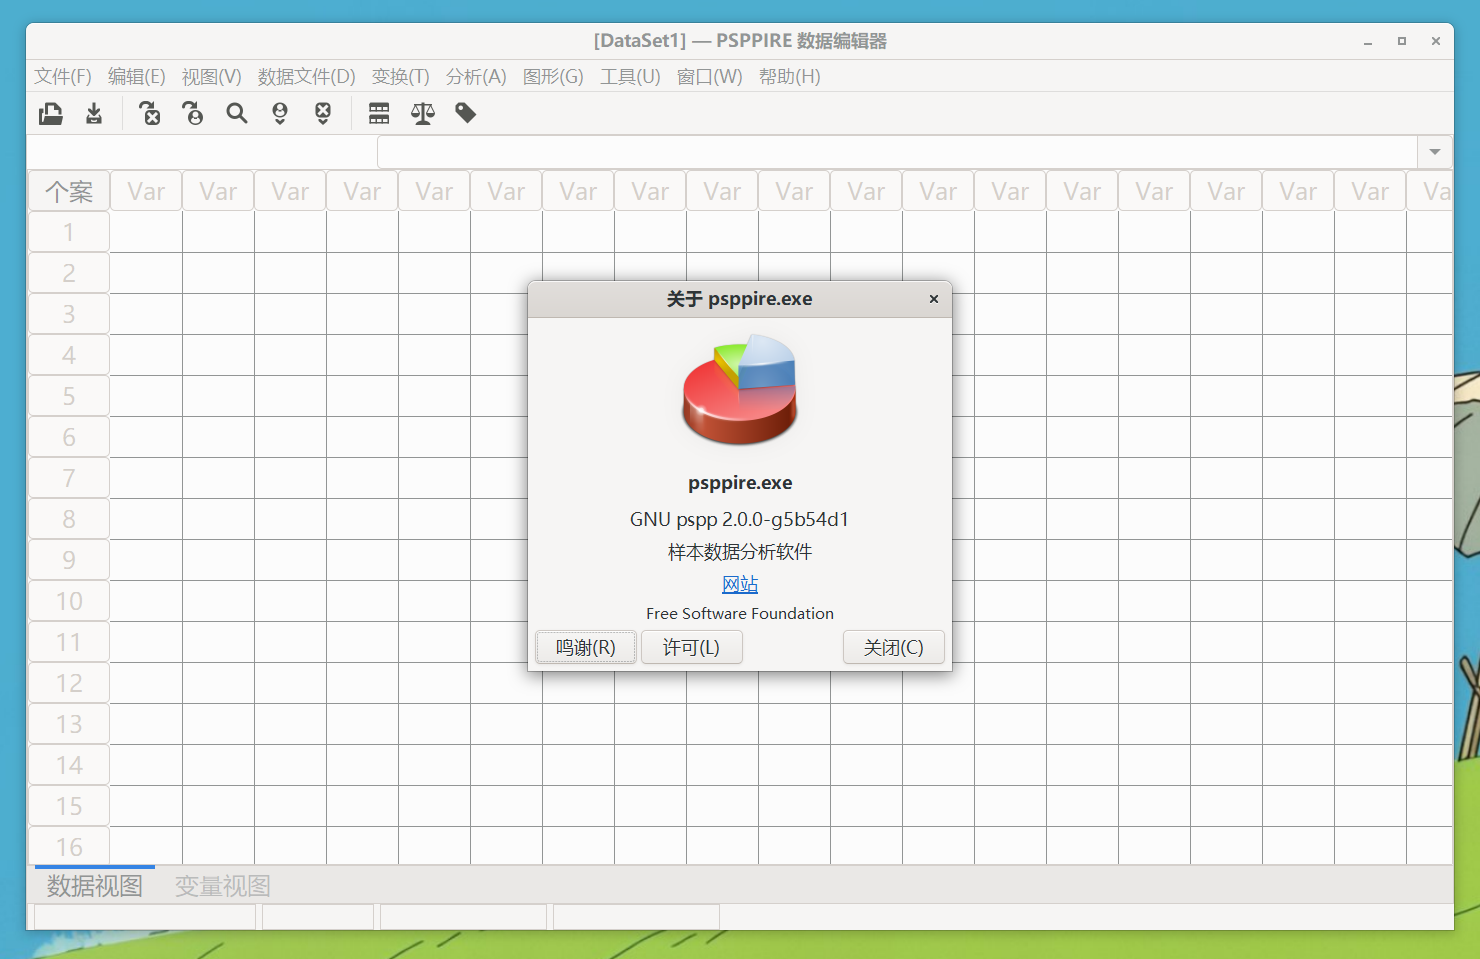 [DataSet1] — PSPPIRE 数据编辑器
文件(F) 编辑(E) 视图(V) 数据文件(D) 变换(T) 分析(A) 图形(G) 工具(U) 窗口(W) 帮助(H)
个案 Var Var Var Var Var Var Var Var Var Var Var Var Var Var Var Var Var Var Va
1
2
3
4
5
6
7
8
9
10
11
12
13
14
15
16
关于 psppire.exe
psppire.exe
GNU pspp 2.0.0-g5b54d1
样本数据分析软件
网站
Free Software Foundation
鸣谢(R) 许可(L) 关闭(C)
数据视图 变量视图